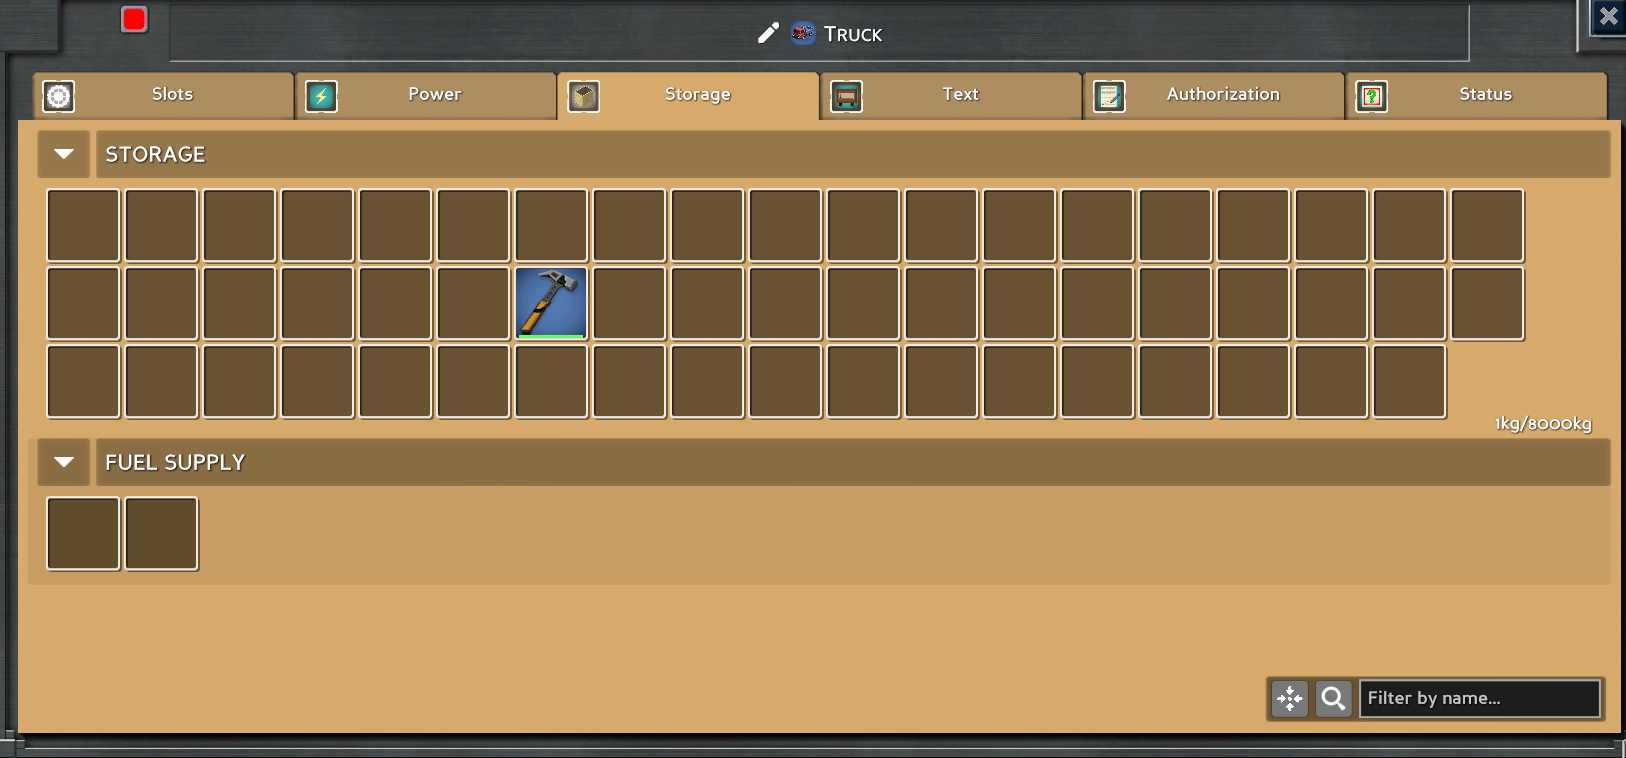 Truck
Slots
Power
Storage
Text
Authorization
Status
STORAGE
1kg/8000kg
FUEL SUPPLY
Filter by name...